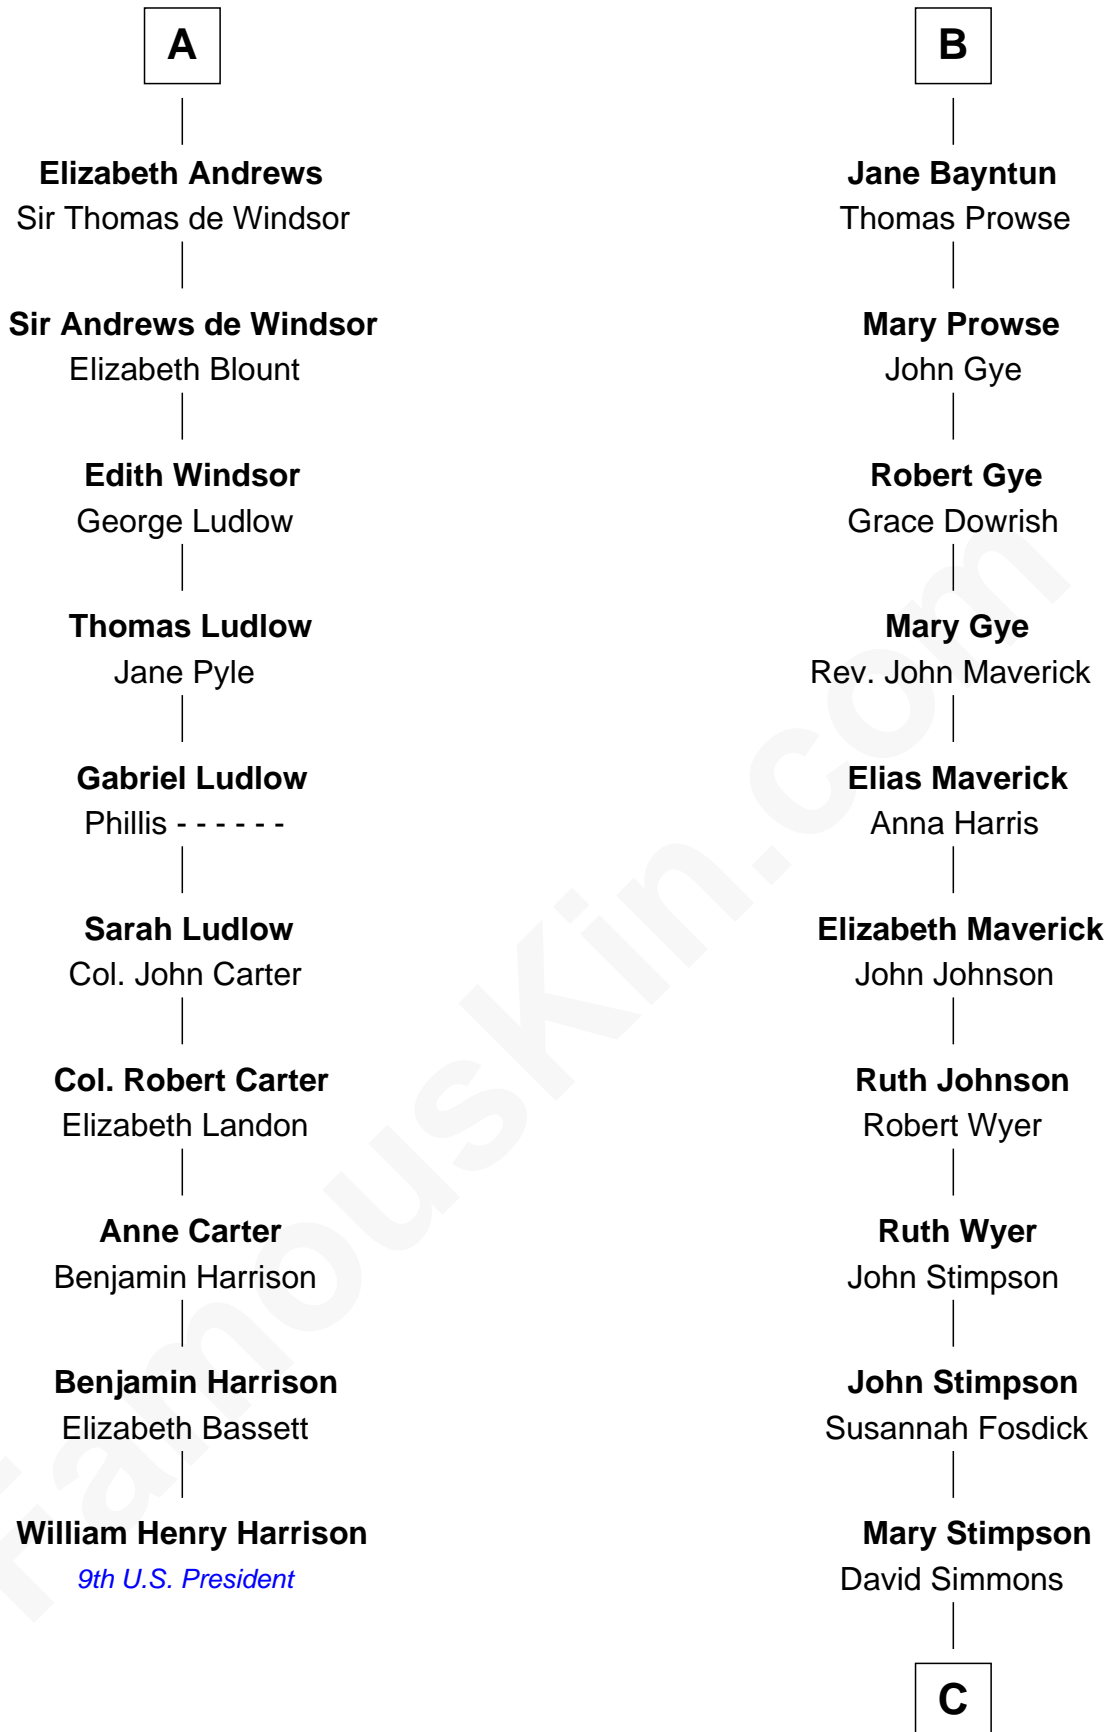 A
Elizabeth Andrews
Sir Thomas de Windsor
Sir Andrews de Windsor
Elizabeth Blount
Edith Windsor
George Ludlow
Thomas Ludlow
Jane Pyle
Gabriel Ludlow
Phillis - - - - - -
Sarah Ludlow
Col. John Carter
Col. Robert Carter
Elizabeth Landon
Anne Carter
Benjamin Harrison
Benjamin Harrison
Elizabeth Bassett
William Henry Harrison
9th U.S. President
B
Jane Bayntun
Thomas Prowse
Mary Prowse
John Gye
Robert Gye
Grace Dowrish
Mary Gye
Rev. John Maverick
Elias Maverick
Anna Harris
Elizabeth Maverick
John Johnson
Ruth Johnson
Robert Wyer
Ruth Wyer
John Stimpson
John Stimpson
Susannah Fosdick
Mary Stimpson
David Simmons
C
FamousKin.com